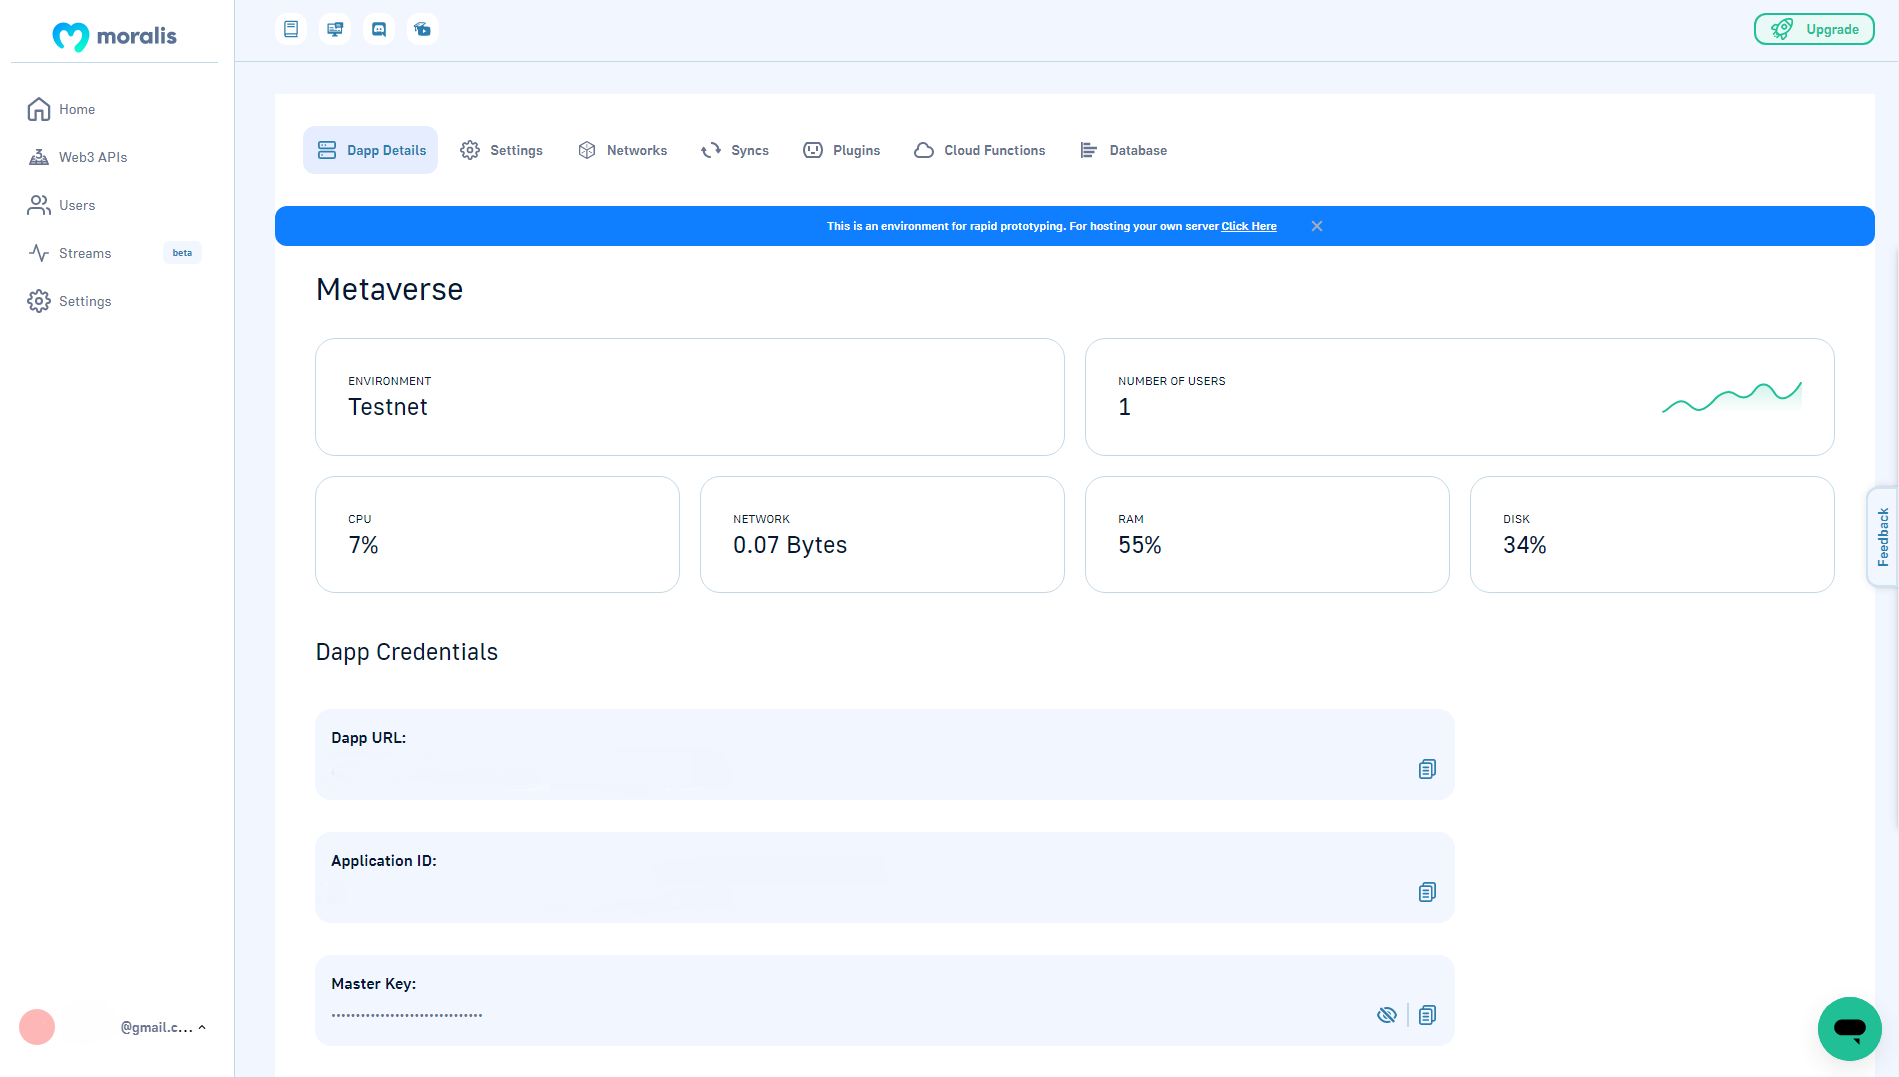 moralis
Upgrade
Home
Web3 APIs
Users
Streams beta
Settings
Dapp Details Settings Networks Syncs Plugins Cloud Functions Database
This is an environment for rapid prototyping. For hosting your own server Click Here
Metaverse
ENVIRONMENT
Testnet
NUMBER OF USERS
1
CPU
7%
NETWORK
0.07 Bytes
RAM
55%
DISK
34%
Feedback
Dapp Credentials
Dapp URL:
Application ID:
Master Key:
•••••••••••••••••••••••••••••••
@gmail.c...